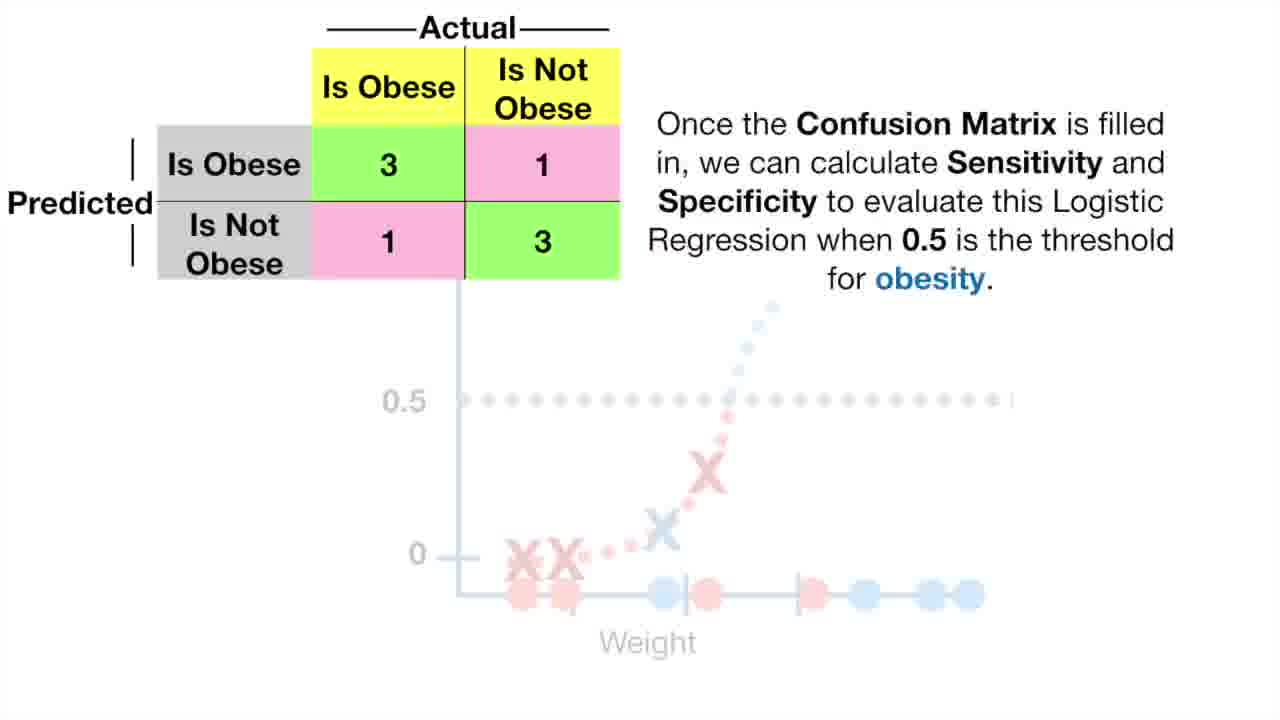 Actual
Is Obese
Is Not
Obese
Predicted
Is Obese
3
1
Is Not
Obese
1
3
Once the Confusion Matrix is filled
in, we can calculate Sensitivity and
Specificity to evaluate this Logistic
Regression when 0.5 is the threshold
for obesity.
0.5
X
X
0
X
X
Weight